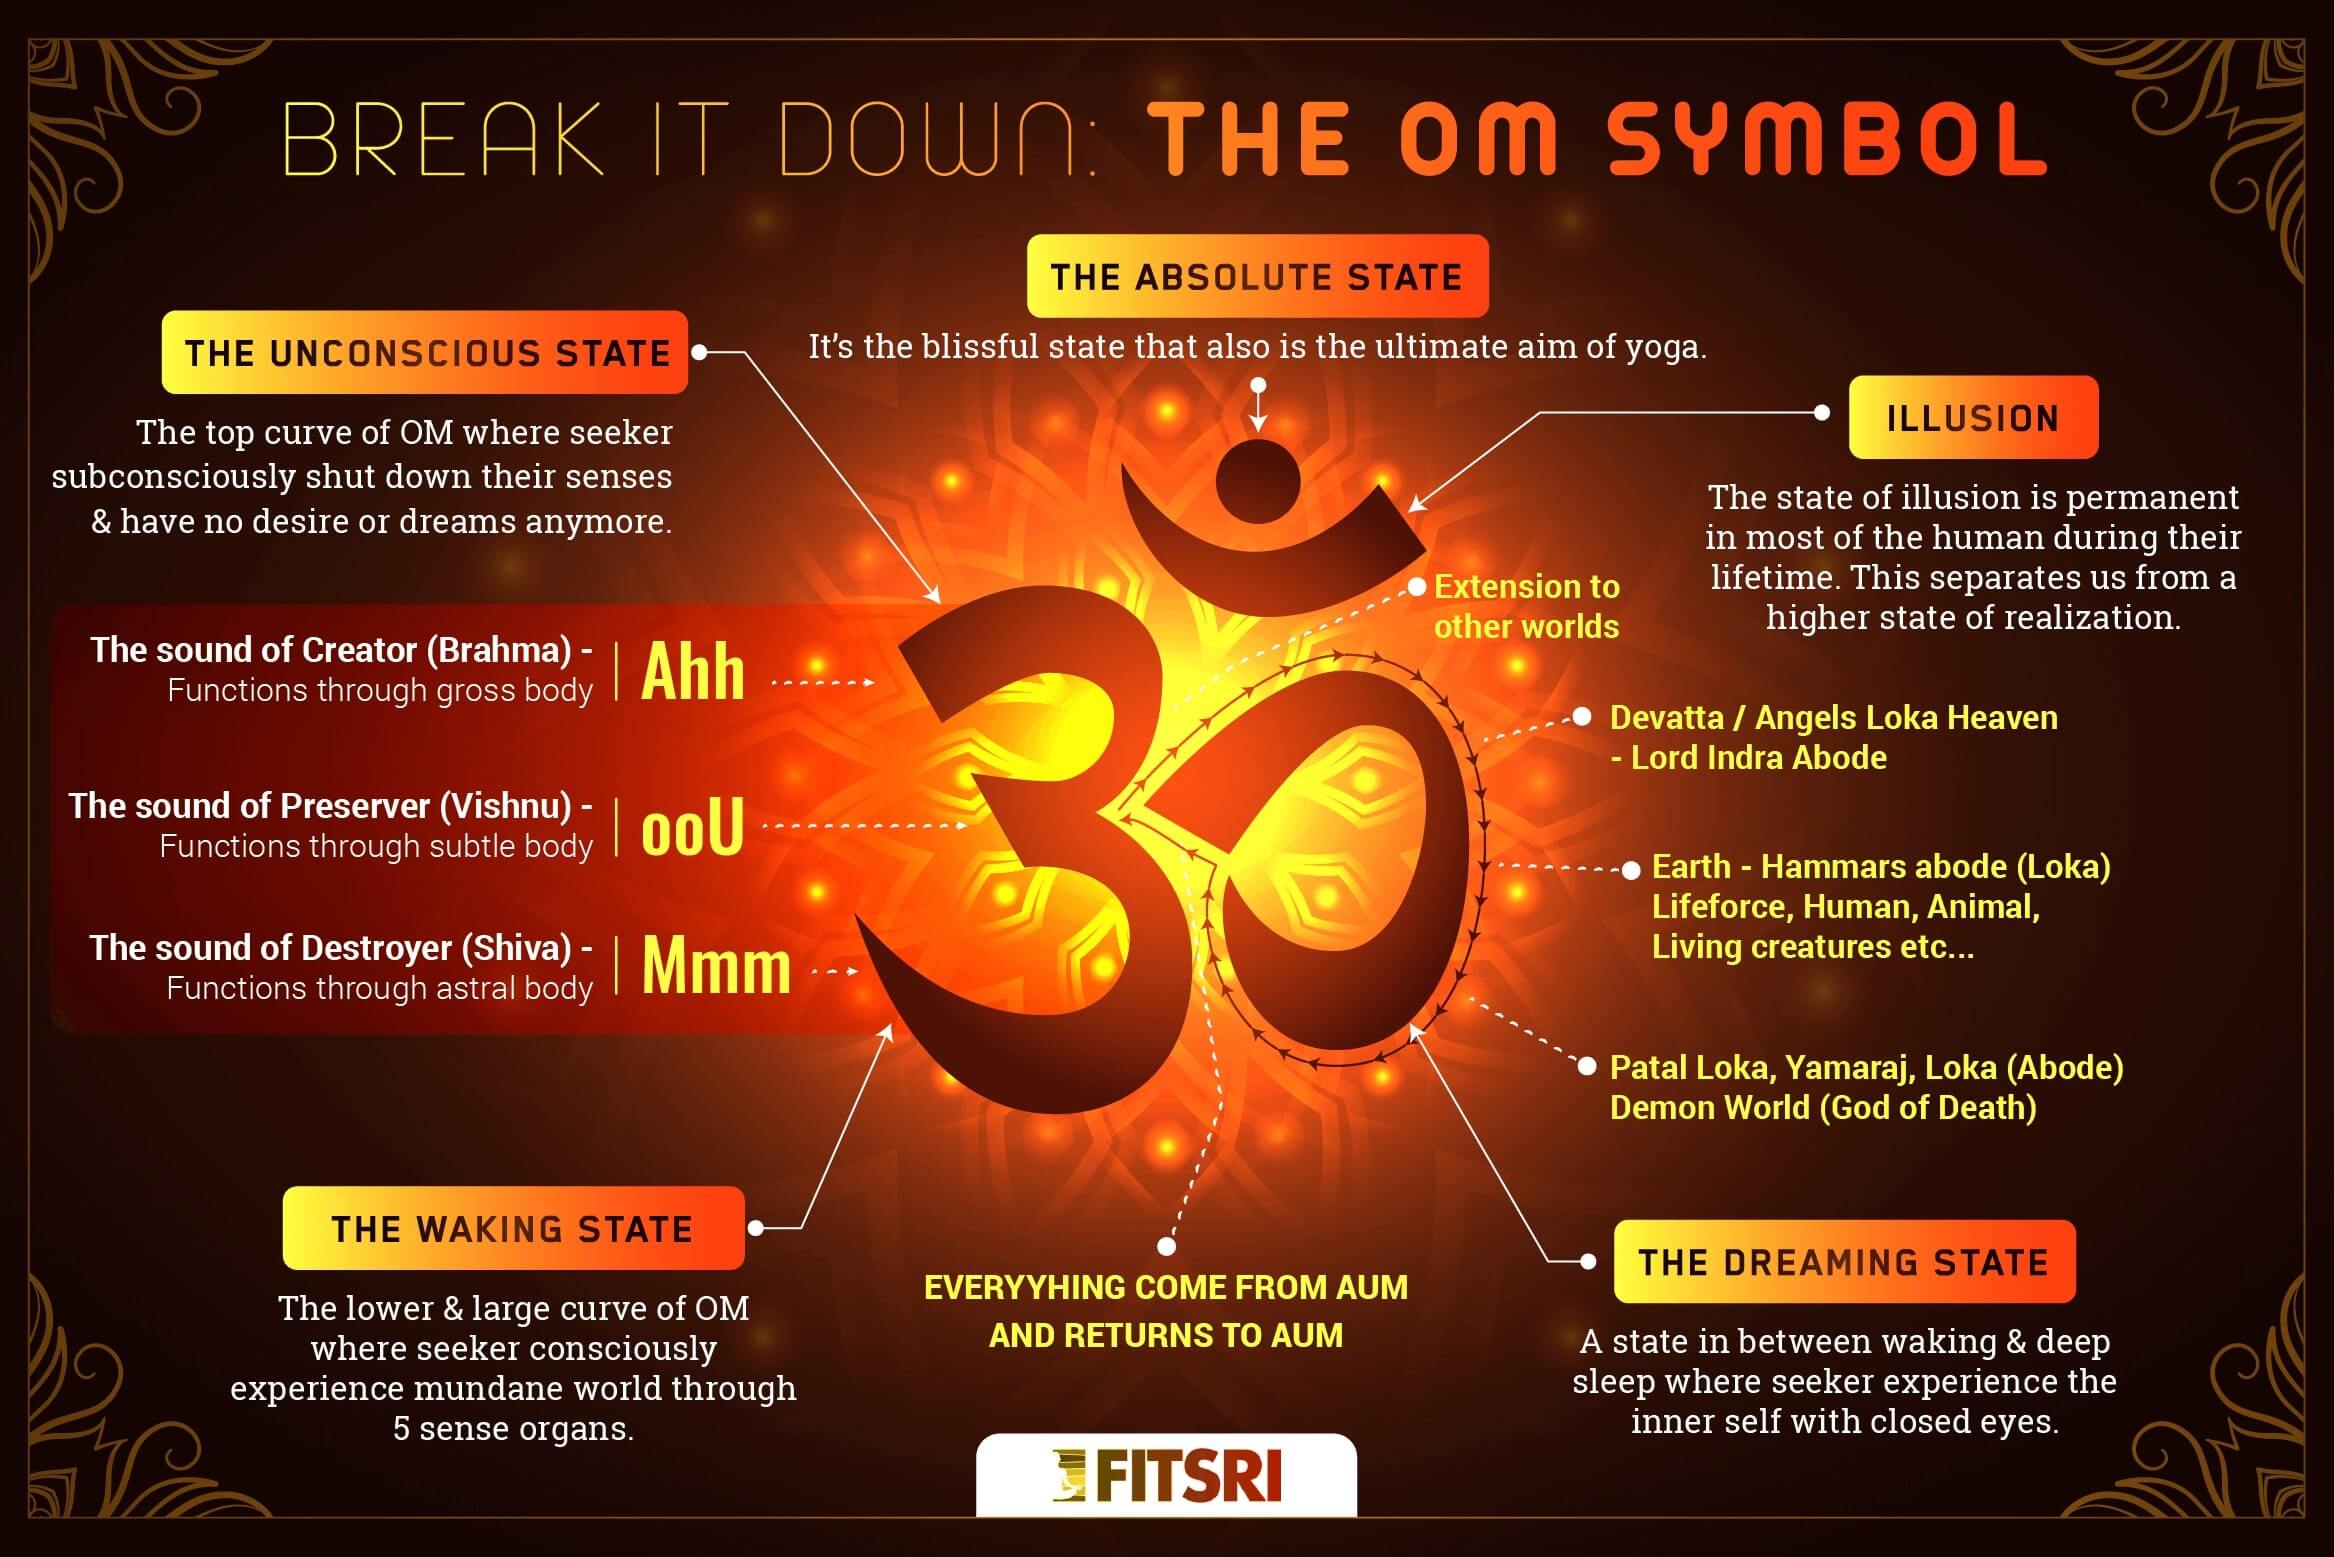 BREAK IT DOWN: THE OM SYMBOL
THE ABSOLUTE STATE
It's the blissful state that also is the ultimate aim of yoga.
THE UNCONSCIOUS STATE
The top curve of OM where seeker
subconsciously shut down their senses
& have no desire or dreams anymore.
ILLUSION
The state of illusion is permanent
in most of the human during their
lifetime. This separates us from a
higher state of realization.
The sound of Creator (Brahma) -
Functions through gross body
Ahh
The sound of Preserver (Vishnu) -
Functions through subtle body
ooU
The sound of Destroyer (Shiva) -
Functions through astral body
Mmm
Extension to
other worlds
Devatta / Angels Loka Heaven
- Lord Indra Abode
Earth - Hammars abode (Loka)
Lifeforce, Human, Animal,
Living creatures etc...
Patal Loka, Yamaraj, Loka (Abode)
Demon World (God of Death)
THE WAKING STATE
The lower & large curve of OM
where seeker consciously
experience mundane world through
5 sense organs.
EVERYYHING COME FROM AUM
AND RETURNS TO AUM
THE DREAMING STATE
A state in between waking & deep
sleep where seeker experience the
inner self with closed eyes.
FITSRI